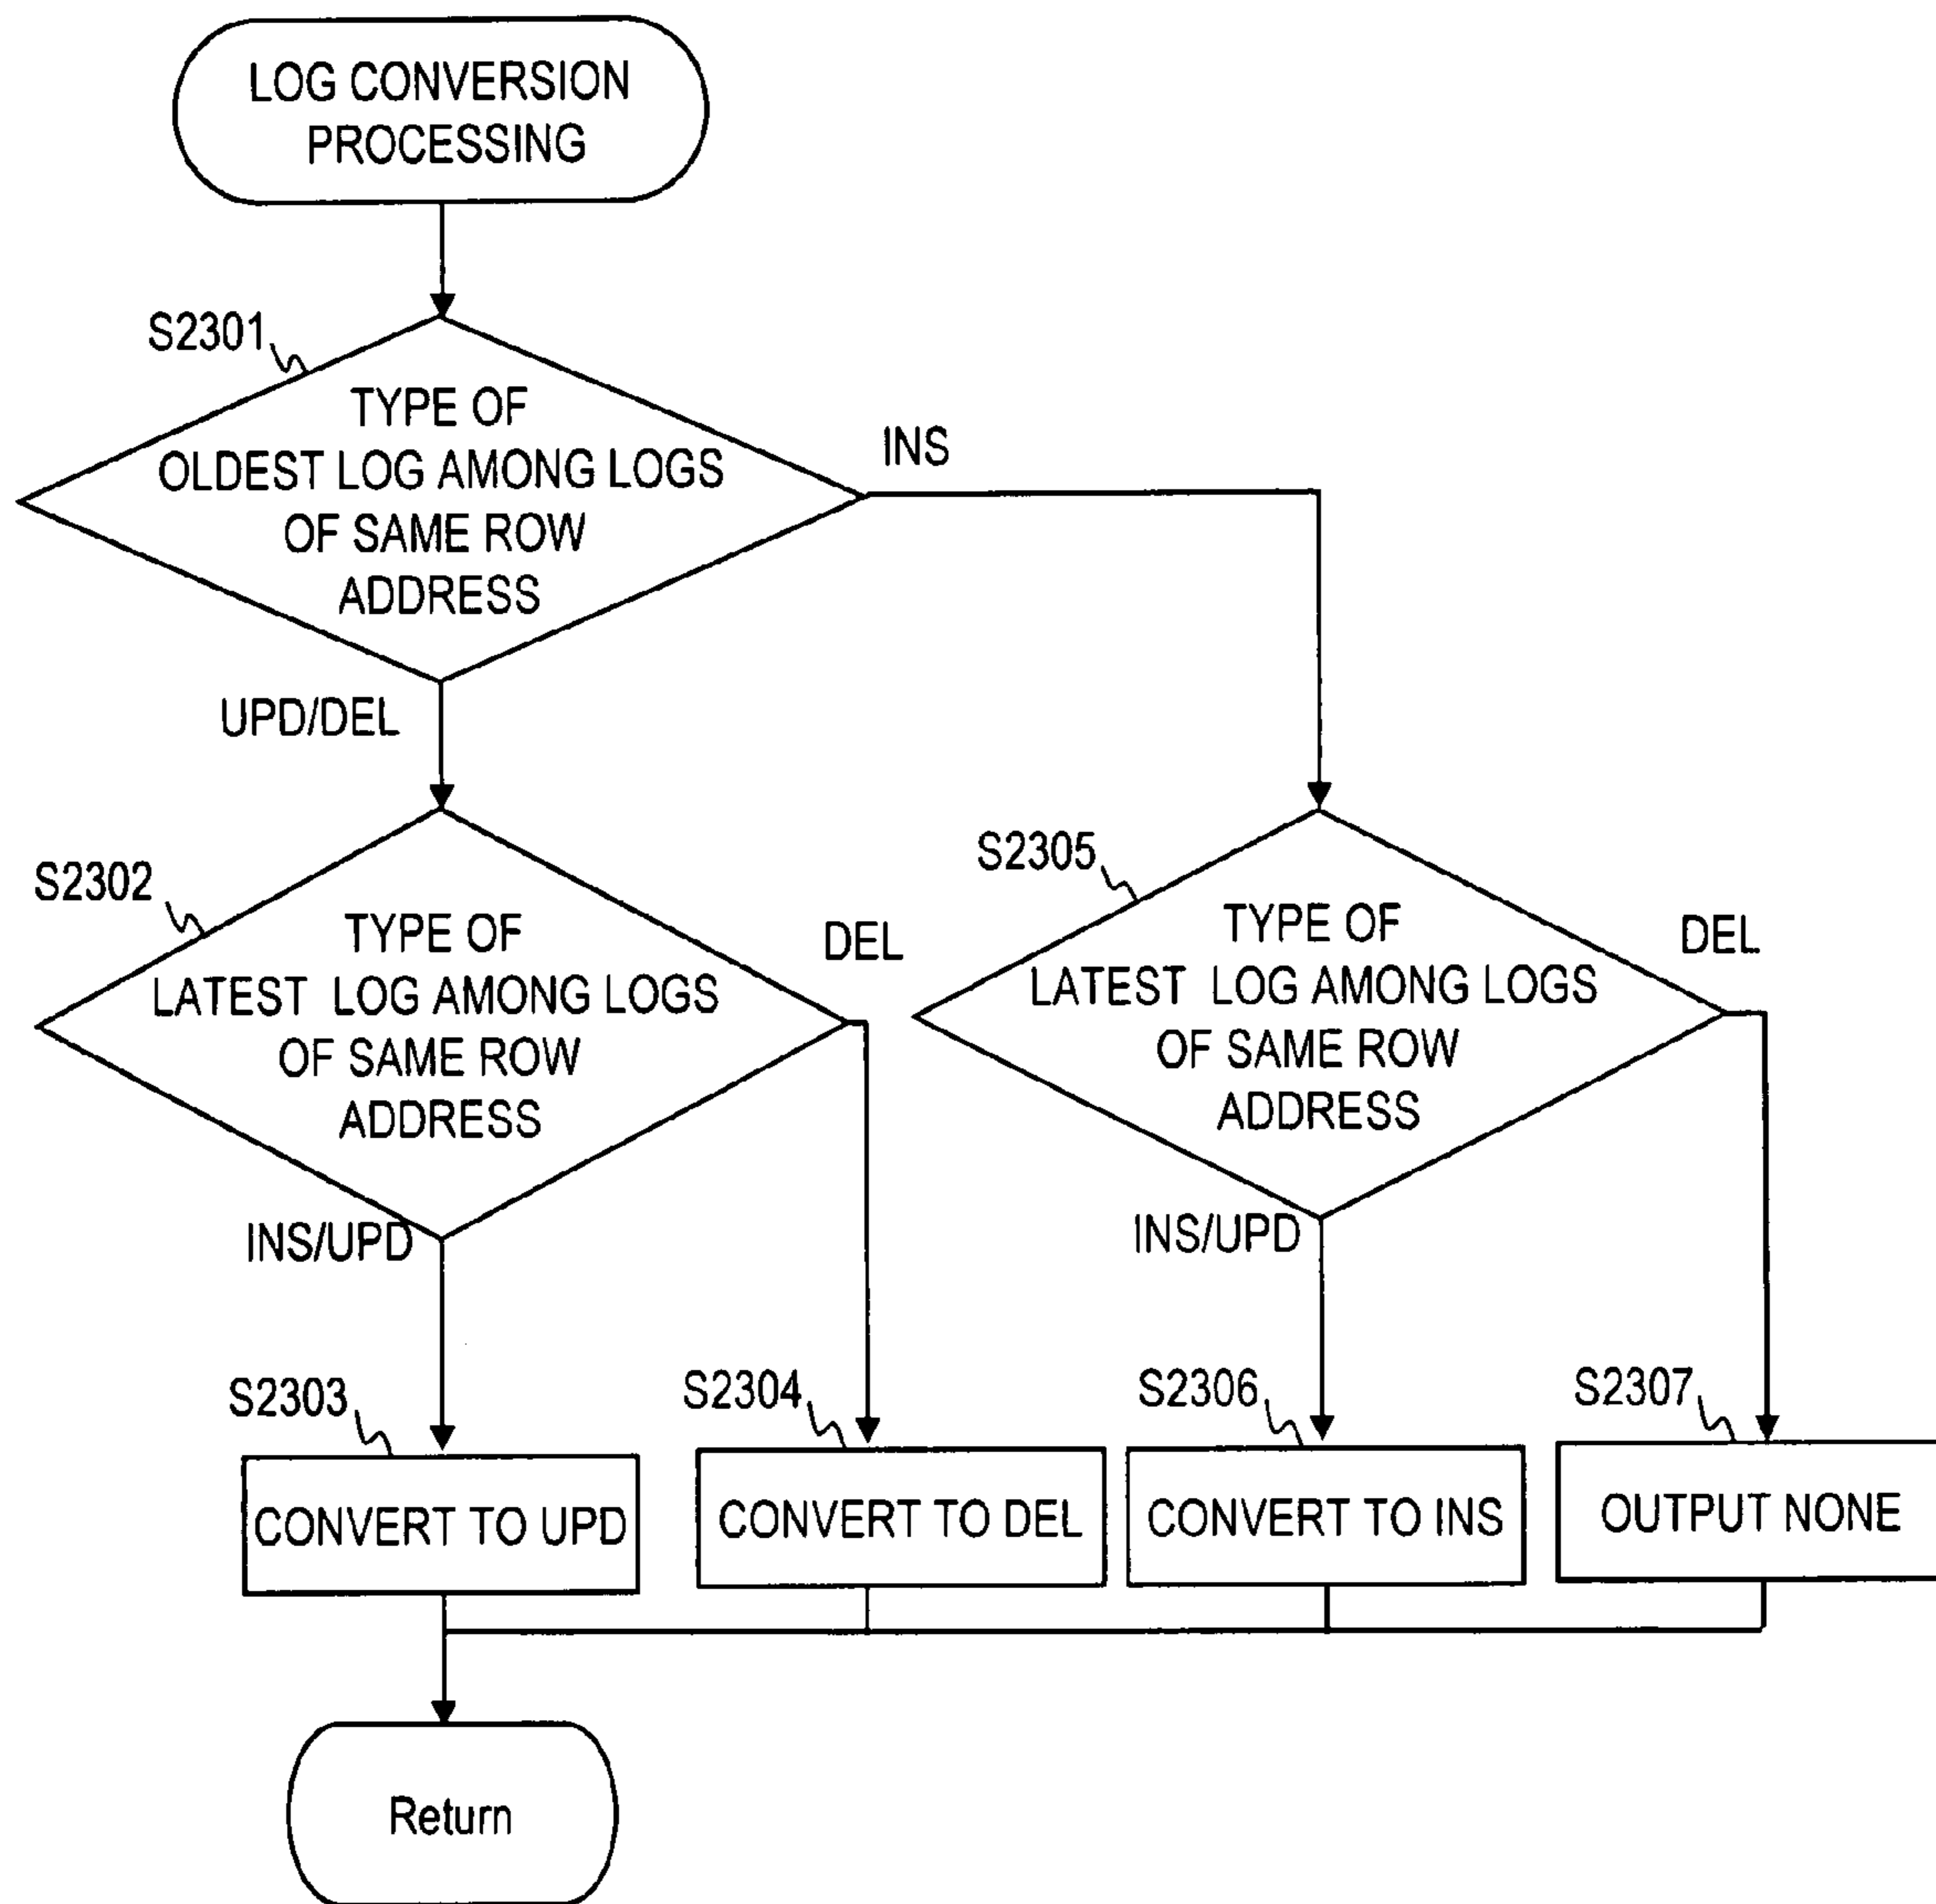 LOG CONVERSION
PROCESSING
S2301
TYPE OF
OLDEST LOG AMONG LOGS
OF SAME ROW
ADDRESS
INS
UPD/DEL
S2302
TYPE OF
LATEST LOG AMONG LOGS
OF SAME ROW
ADDRESS
DEL
INS/UPD
S2305
TYPE OF
LATEST LOG AMONG LOGS
OF SAME ROW
ADDRESS
DEL
INS/UPD
S2303
CONVERT TO UPD
S2304
CONVERT TO DEL
S2306
CONVERT TO INS
S2307
OUTPUT NONE
Return